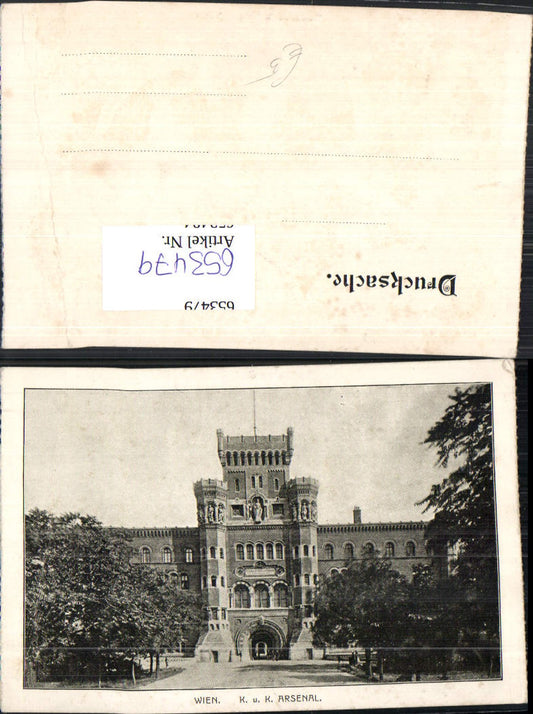 Drucksache.
653479
Artikel Nr.
653479
WIEN. K. u. K. ARSENAL.